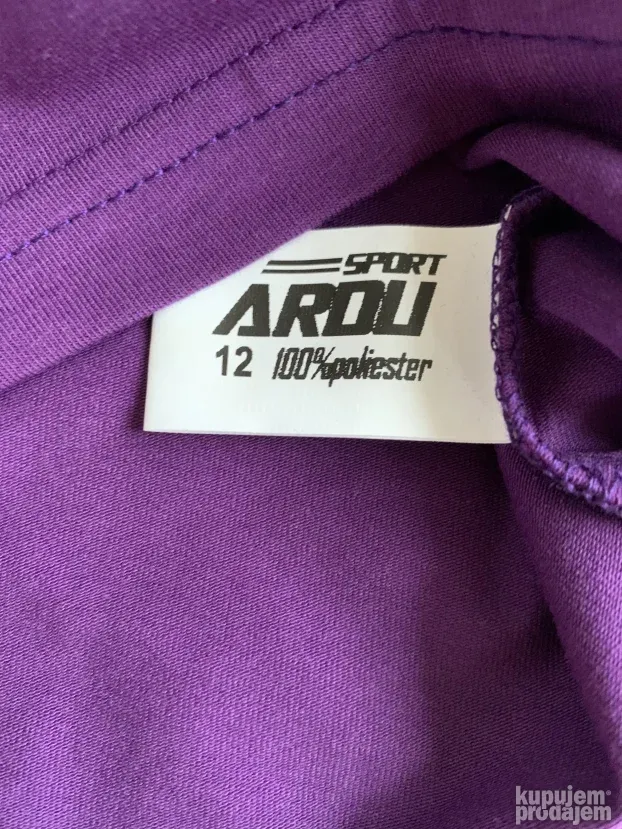 SPORT
ARDU
12 100%poliester
kupujem
prodajem